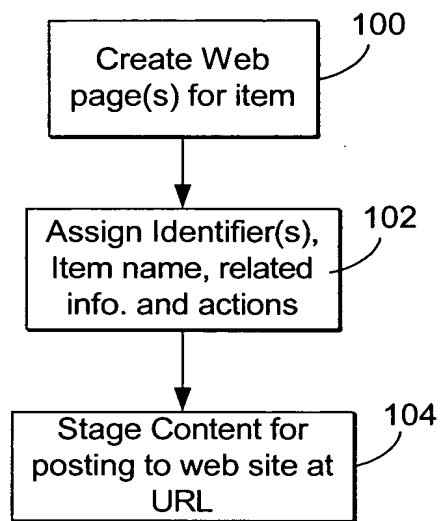 100
Create Web
page(s) for item
102
Assign Identifier(s),
Item name, related
info. and actions
104
Stage Content for
posting to web site at
URL